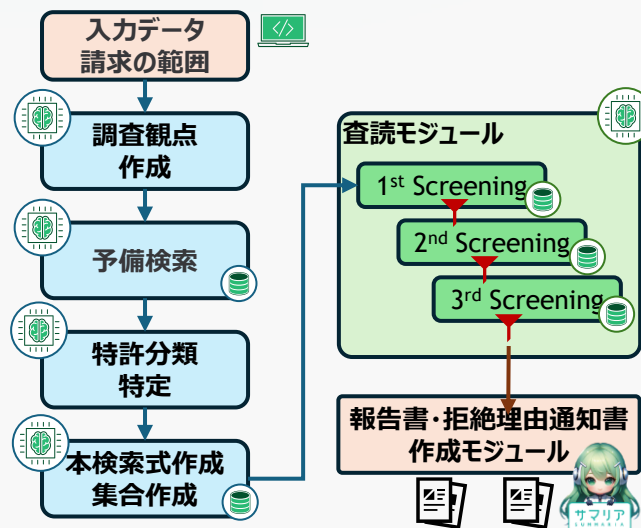 入力データ
請求の範囲
調査観点
作成
予備検索
特許分類
特定
本検索式作成
集合作成
査読モジュール
1st Screening
2nd Screening
3rd Screening
報告書・拒絶理由通知書
作成モジュール
サマリア
SUMMARIA